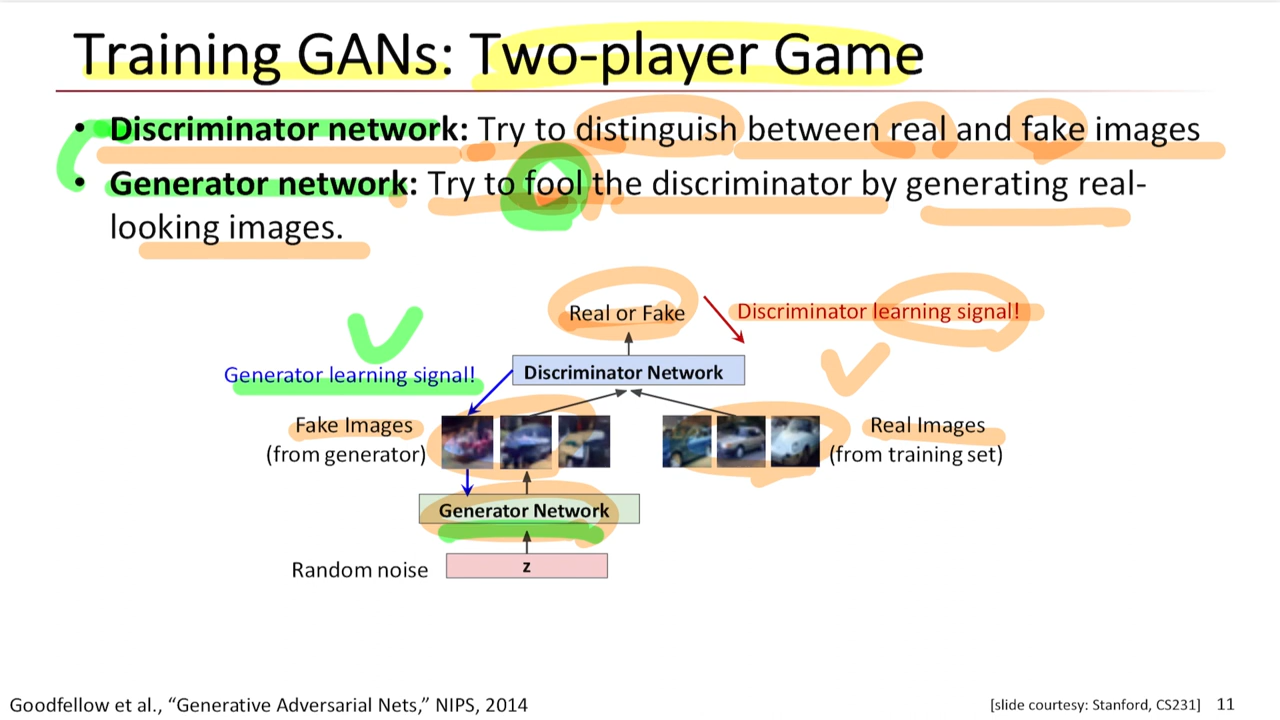 Training GANs: Two-player Game
• Discriminator network: Try to distinguish between real and fake images
• Generator network: Try to fool the discriminator by generating real-
looking images.
Real or Fake
Discriminator learning signal!
Generator learning signal!
Discriminator Network
Fake Images
(from generator)
Real Images
(from training set)
Generator Network
Random noise
z
Goodfellow et al., “Generative Adversarial Nets,” NIPS, 2014
[slide courtesy: Stanford, CS231] 11